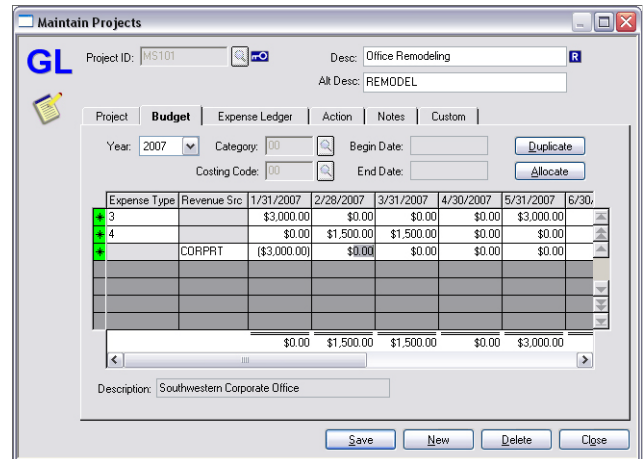 Maintain Projects
GL Project ID: MS101 Desc: Office Remodeling R
Alt Desc: REMODEL
Project Budget Expense Ledger Action Notes Custom
Year: 2007 Category: 00 Begin Date: Duplicate
Costing Code: 00 End Date: Allocate
Expense Type Revenue Src 1/31/2007 2/28/2007 3/31/2007 4/30/2007 5/31/2007 6/30/
3 $3,000.00 $0.00 $0.00 $0.00 $3,000.00
4 $0.00 $1,500.00 $1,500.00 $0.00 $0.00
CORPRT ($3,000.00) $0.00 $0.00 $0.00 $0.00
$0.00 $1,500.00 $1,500.00 $0.00 $3,000.00
Description: Southwestern Corporate Office
Save New Delete Close